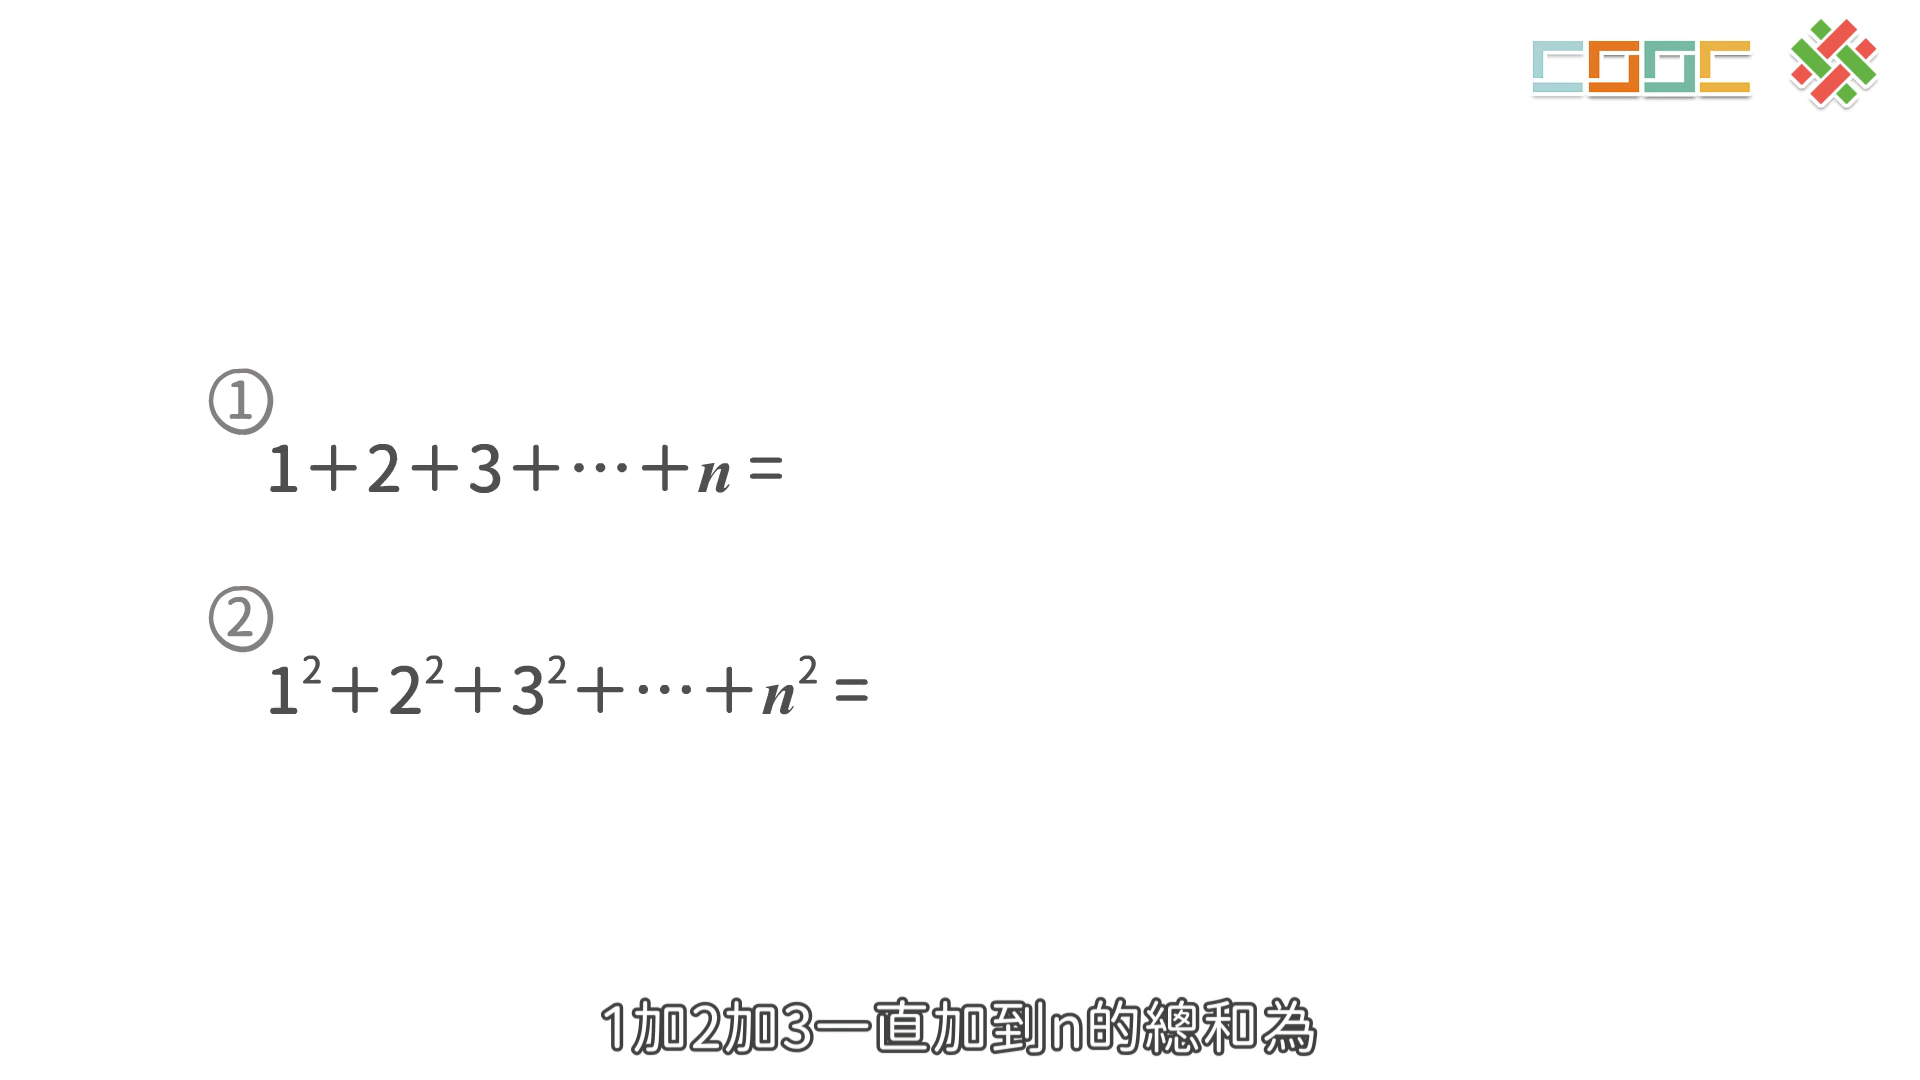 ①
1+2+3+⋯+n =
②
1²+2²+3²+⋯+n² =
1加2加3一直加到n的總和為